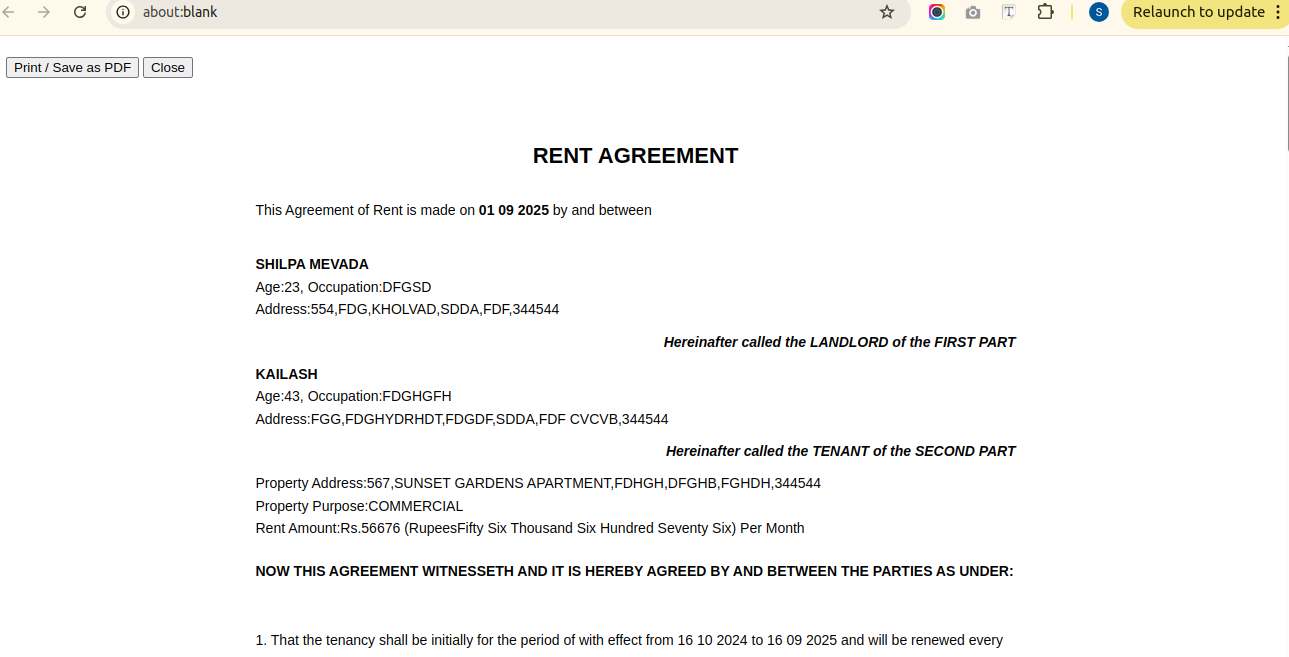 about:blank
S
Relaunch to update
Print / Save as PDF Close
RENT AGREEMENT
This Agreement of Rent is made on 01 09 2025 by and between
SHILPA MEVADA
Age:23, Occupation:DFGSD
Address:554,FDG,KHOLVAD,SDDA,FDF,344544
Hereinafter called the LANDLORD of the FIRST PART
KAILASH
Age:43, Occupation:FDGHGFH
Address:FGG,FDGHYDRHDT,FDGDF,SDDA,FDF CVCVB,344544
Hereinafter called the TENANT of the SECOND PART
Property Address:567,SUNSET GARDENS APARTMENT,FDHGH,DFGHB,FGHDH,344544
Property Purpose:COMMERCIAL
Rent Amount:Rs.56676 (RupeesFifty Six Thousand Six Hundred Seventy Six) Per Month
NOW THIS AGREEMENT WITNESSETH AND IT IS HEREBY AGREED BY AND BETWEEN THE PARTIES AS UNDER:
1. That the tenancy shall be initially for the period of with effect from 16 10 2024 to 16 09 2025 and will be renewed every